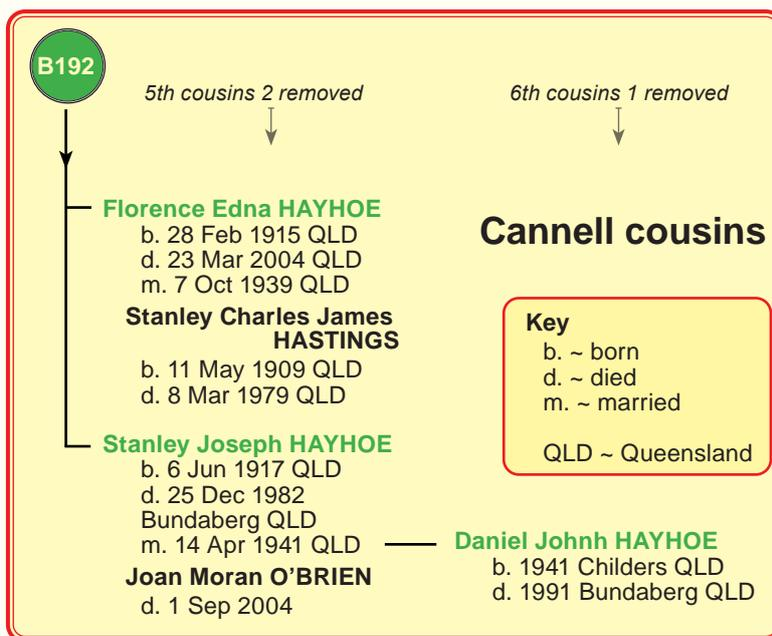 B192
5th cousins 2 removed
6th cousins 1 removed
Florence Edna HAYHOE
b. 28 Feb 1915 QLD
d. 23 Mar 2004 QLD
m. 7 Oct 1939 QLD
Stanley Charles James
HASTINGS
b. 11 May 1909 QLD
d. 8 Mar 1979 QLD
Stanley Joseph HAYHOE
b. 6 Jun 1917 QLD
d. 25 Dec 1982
Bundaberg QLD
m. 14 Apr 1941 QLD
Joan Moran O’BRIEN
d. 1 Sep 2004
Cannell cousins
Key
b. ~ born
d. ~ died
m. ~ married
QLD ~ Queensland
Daniel Johnh HAYHOE
b. 1941 Childers QLD
d. 1991 Bundaberg QLD